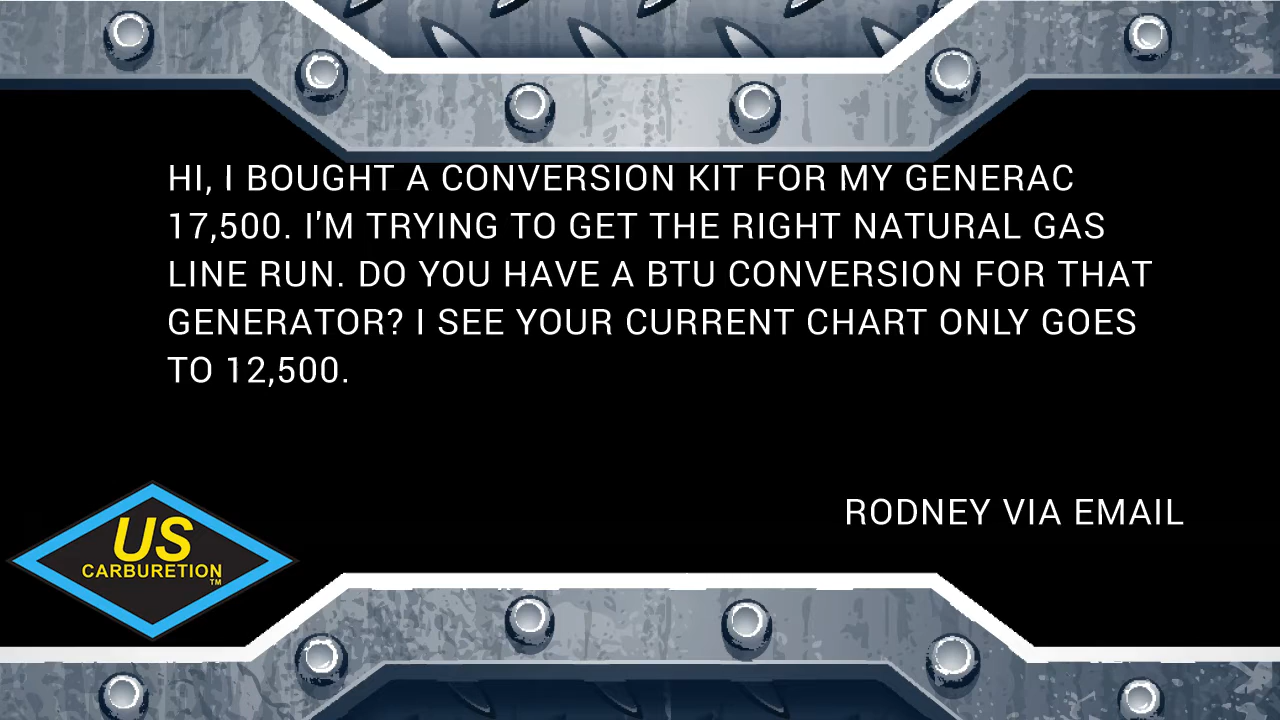 HI, I BOUGHT A CONVERSION KIT FOR MY GENERAC
17,500. I'M TRYING TO GET THE RIGHT NATURAL GAS
LINE RUN. DO YOU HAVE A BTU CONVERSION FOR THAT
GENERATOR? I SEE YOUR CURRENT CHART ONLY GOES
TO 12,500.
RODNEY VIA EMAIL
US
CARBURETION
TM